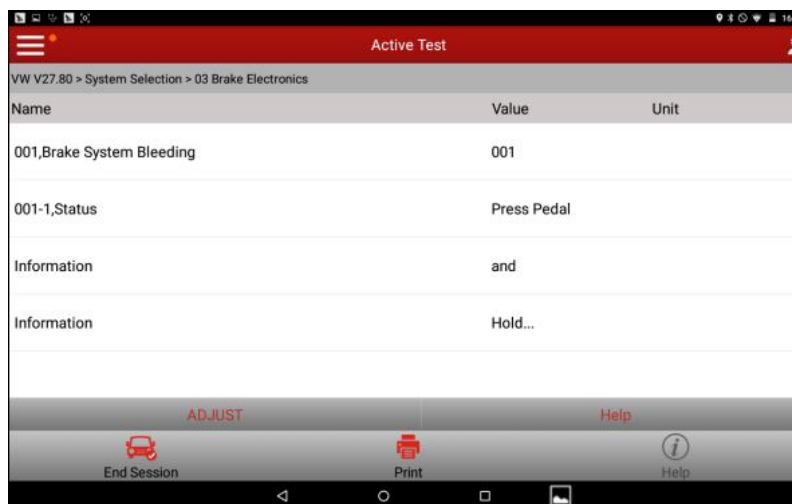 16
Active Test
VW V27.80 > System Selection > 03 Brake Electronics
Name Value Unit
001,Brake System Bleeding 001
001-1,Status Press Pedal
Information and
Information Hold...
ADJUST Help
End Session Print Help